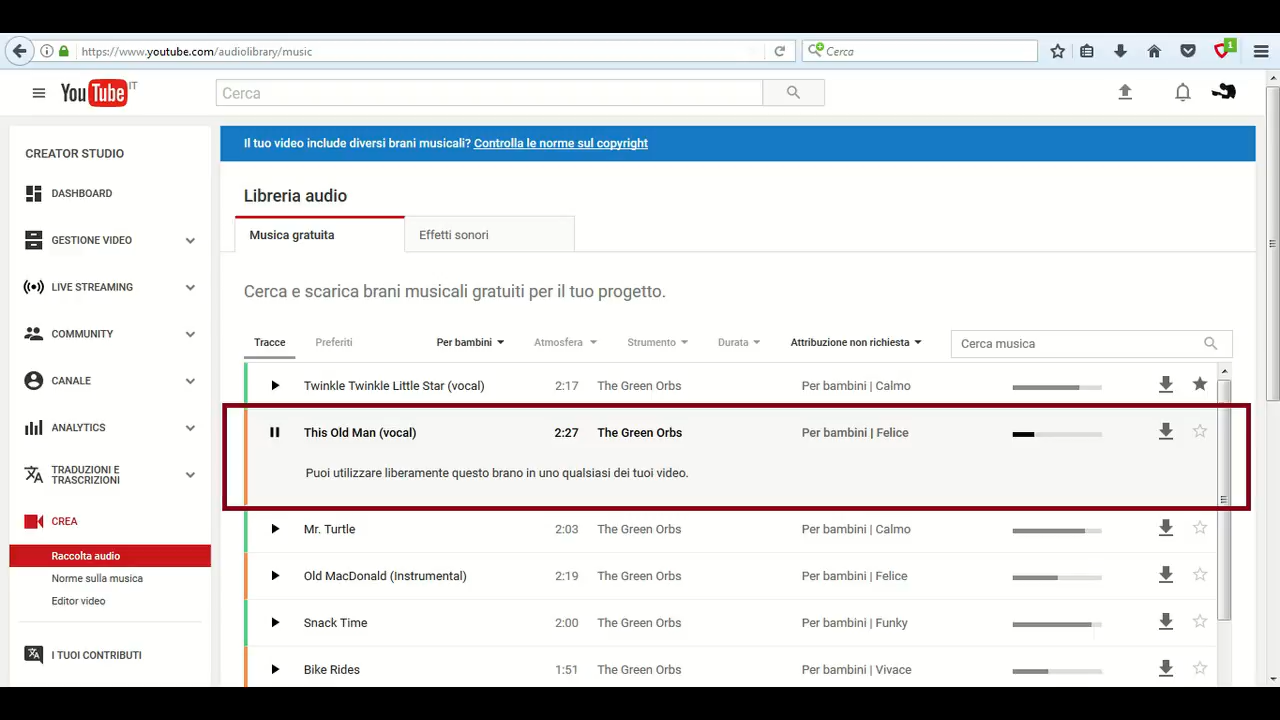 https://www.youtube.com/audiolibrary/music
Cerca
1
YouTube IT
Cerca
CREATOR STUDIO
DASHBOARD
GESTIONE VIDEO
LIVE STREAMING
COMMUNITY
CANALE
ANALYTICS
TRADUZIONI E
TRASCRIZIONI
CREA
Raccolta audio
Norme sulla musica
Editor video
I TUOI CONTRIBUTI
Il tuo video include diversi brani musicali? Controlla le norme sul copyright
Libreria audio
Musica gratuita Effetti sonori
Cerca e scarica brani musicali gratuiti per il tuo progetto.
Tracce Preferiti Per bambini Atmosfera Strumento Durata Attribuzione non richiesta Cerca musica
Twinkle Twinkle Little Star (vocal) 2:17 The Green Orbs Per bambini | Calmo
This Old Man (vocal) 2:27 The Green Orbs Per bambini | Felice
Puoi utilizzare liberamente questo brano in uno qualsiasi dei tuoi video.
Mr. Turtle 2:03 The Green Orbs Per bambini | Calmo
Old MacDonald (Instrumental) 2:19 The Green Orbs Per bambini | Felice
Snack Time 2:00 The Green Orbs Per bambini | Funky
Bike Rides 1:51 The Green Orbs Per bambini | Vivace